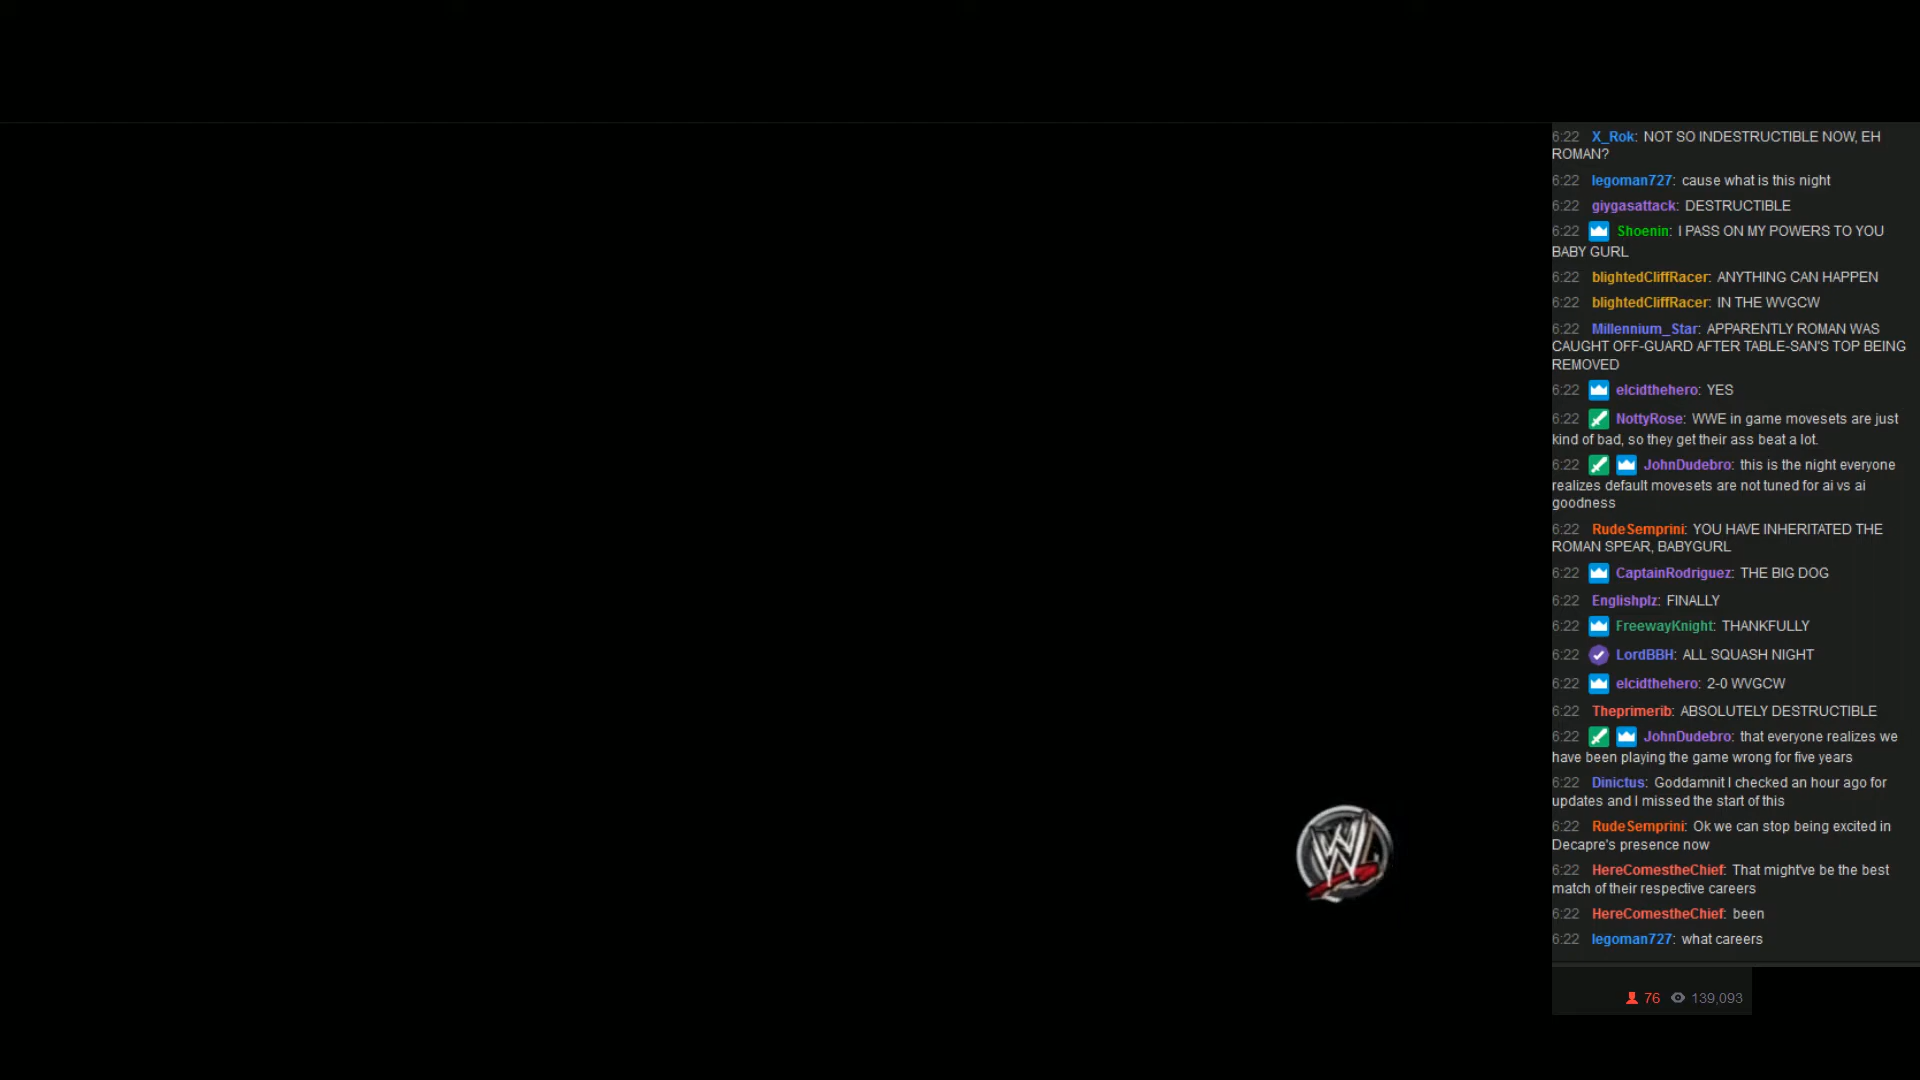 6:22 X_Rok: NOT SO INDESTRUCTIBLE NOW, EH
ROMAN?
6:22 legoman727: cause what is this night
6:22 giygasattack: DESTRUCTIBLE
6:22 Shoenin: I PASS ON MY POWERS TO YOU
BABY GURL
6:22 blightedCliffRacer: ANYTHING CAN HAPPEN
6:22 blightedCliffRacer: IN THE WVGCW
6:22 Millennium_Star: APPARENTLY ROMAN WAS
CAUGHT OFF-GUARD AFTER TABLE-SAN'S TOP BEING
REMOVED
6:22 elcidthehero: YES
6:22 NottyRose: WWE in game movesets are just
kind of bad, so they get their ass beat a lot.
6:22 JohnDudebro: this is the night everyone
realizes default movesets are not tuned for ai vs ai
goodness
6:22 RudeSemprini: YOU HAVE INHERITATED THE
ROMAN SPEAR, BABYGURL
6:22 CaptainRodriguez: THE BIG DOG
6:22 Englishplz: FINALLY
6:22 FreewayKnight: THANKFULLY
6:22 LordBBH: ALL SQUASH NIGHT
6:22 elcidthehero: 2-0 WVGCW
6:22 Theprimerib: ABSOLUTELY DESTRUCTIBLE
6:22 JohnDudebro: that everyone realizes we
have been playing the game wrong for five years
6:22 Dinictus: Goddamnit I checked an hour ago for
updates and I missed the start of this
6:22 RudeSemprini: Ok we can stop being excited in
Decapre's presence now
6:22 HereComestheChief: That might've be the best
match of their respective careers
6:22 HereComestheChief: been
6:22 legoman727: what careers
W
76 139,093